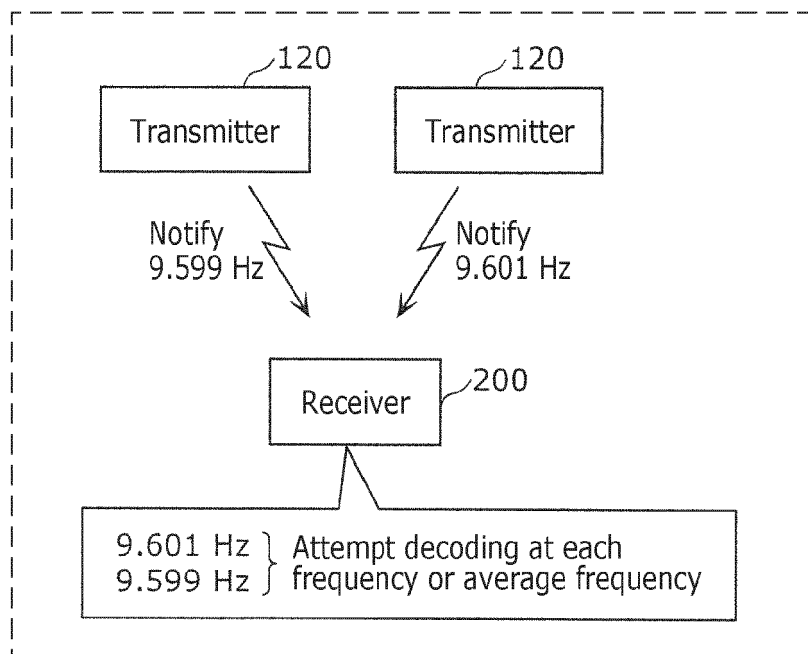 120
120
Transmitter
Transmitter
Notify
9.599 Hz
Notify
9.601 Hz
200
Receiver
9.601 Hz
9.599 Hz
Attempt decoding at each
frequency or average frequency